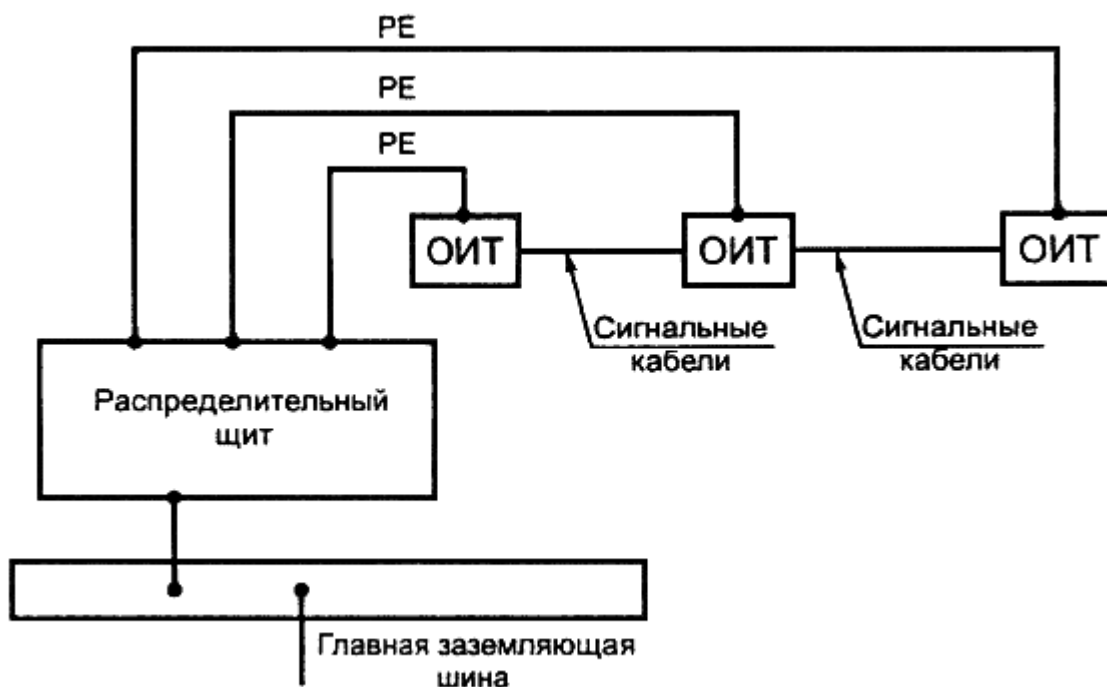 PE
PE
PE
ОИТ
ОИТ
ОИТ
Сигнальные
кабели
Сигнальные
кабели
Распределительный
щит
Главная заземляющая
шина